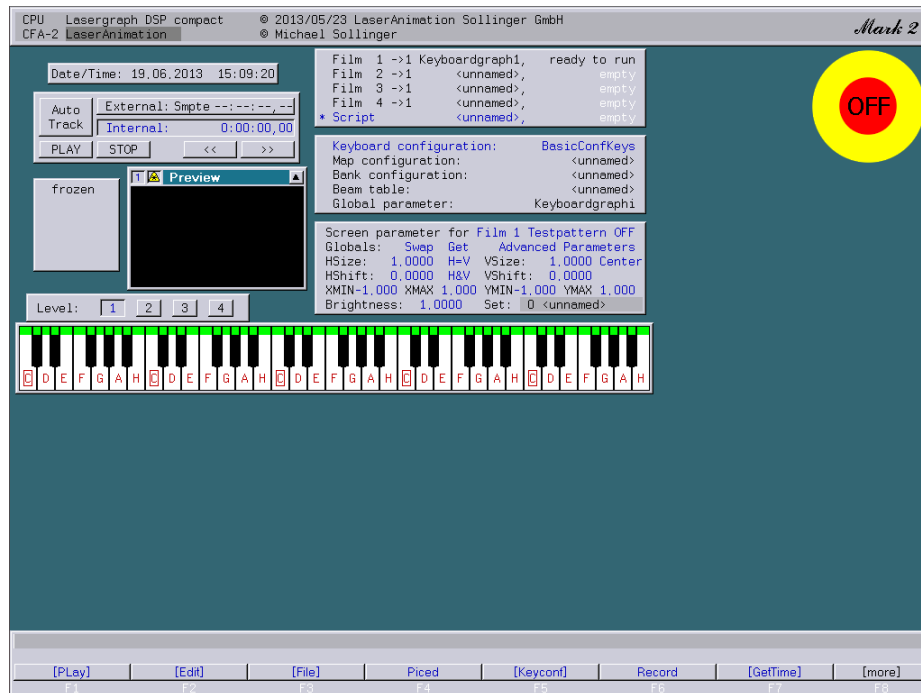 CPU Lasergraph DSP compact © 2013/05/23 LaserAnimation Sollinger GmbH
CFA-2 LaserAnimation © Michael Sollinger
Mark 2
Date/Time: 19.06.2013 15:09:20
Auto Track
External: Smpte --:--:--,--
Internal: 0:00:00,00
PLAY STOP << >>
frozen
1 Preview
Level: 1 2 3 4
Film 1 ->1 Keyboardgraph1, ready to run
Film 2 ->1 <unnamed>, empty
Film 3 ->1 <unnamed>, empty
Film 4 ->1 <unnamed>, empty
* Script <unnamed>, empty
Keyboard configuration: BasicConfKeys
Map configuration: <unnamed>
Bank configuration: <unnamed>
Beam table: <unnamed>
Global parameter: Keyboardgraphi
Screen parameter for Film 1 Testpattern OFF
Globals: Swap Get Advanced Parameters
HSize: 1.0000 H=V VSize: 1.0000 Center
HShift: 0.0000 H&V VShift: 0.0000
XMIN-1.000 XMAX 1.000 YMIN-1.000 YMAX 1.000
Brightness: 1.0000 Set: 0 <unnamed>
OFF
C D E F G A H C D E F G A H C D E F G A H C D E F G A H C D E F G A H
[PLay] [Edit] [File] Piced [Keyconf] Record [GetTime] [more]
F1 F2 F3 F4 F5 F6 F7 F8